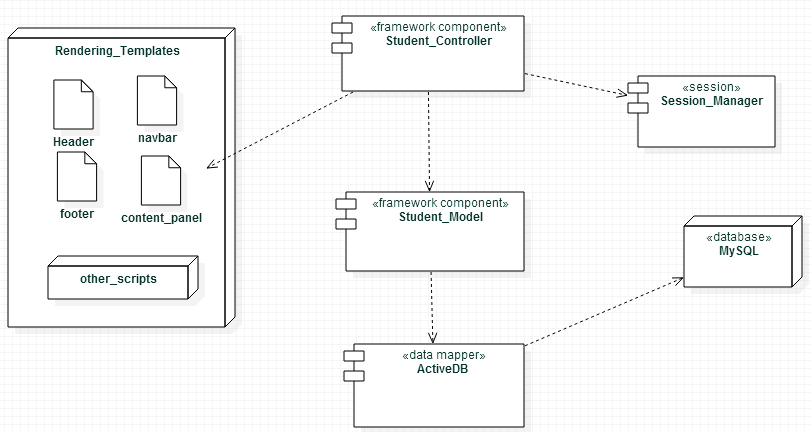 Rendering_Templates
Header
navbar
footer
content_panel
other_scripts
«framework component»
Student_Controller
«session»
Session_Manager
«framework component»
Student_Model
«database»
MySQL
«data mapper»
ActiveDB